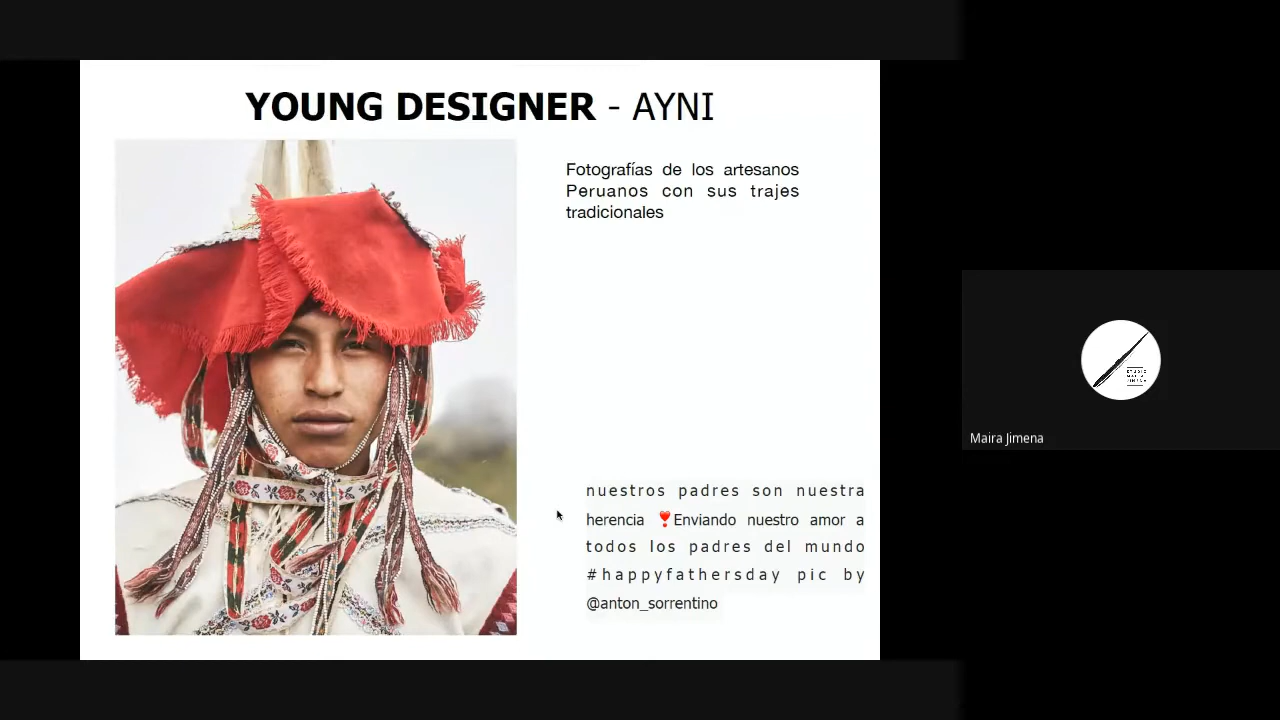 YOUNG DESIGNER - AYNI
Fotografías de los artesanos
Peruanos con sus trajes
tradicionales
nuestros padres son nuestra
herencia ❣️Enviando nuestro amor a
todos los padres del mundo
#happyfathersday pic by
@anton_sorrentino
Maira Jimena